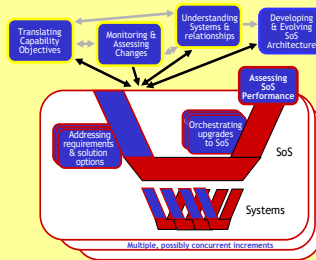 Translating
Capability
Objectives
Monitoring &
Assessing
Changes
Understanding
Systems &
relationships
Developing
& Evolving
SoS
Architecture
Assessing
SoS
Performance
Addressing
requirements
& solution
options
Orchestrating
upgrades
to SoS
SoS
Systems
Multiple, possibly concurrent increments